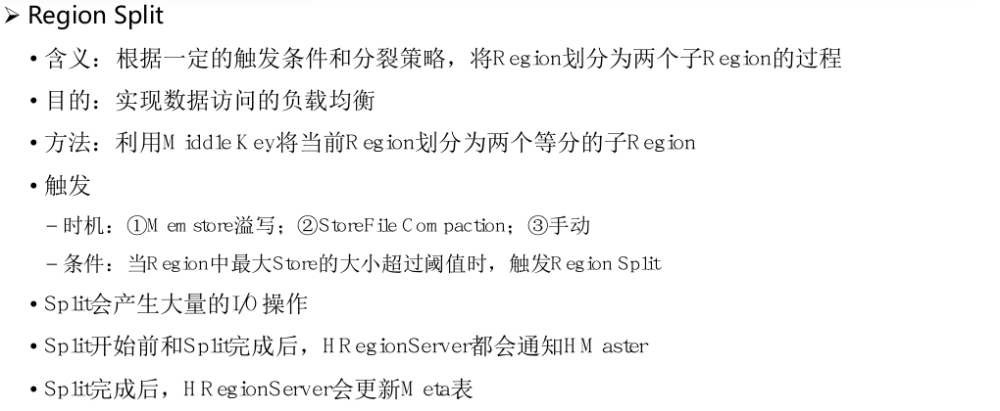 ➢ Region Split
• 含义：根据一定的触发条件和分裂策略，将Region划分为两个子Region的过程
• 目的：实现数据访问的负载均衡
• 方法：利用MiddleKey将当前Region划分为两个等分的子Region
• 触发
– 时机：①Memstore溢写；②StoreFile Compaction；③手动
– 条件：当Region中最大Store的大小超过阈值时，触发Region Split
• Split会产生大量的I/O操作
• Split开始前和Split完成后，HRegionServer都会通知HMaster
• Split完成后，HRegionServer会更新Meta表